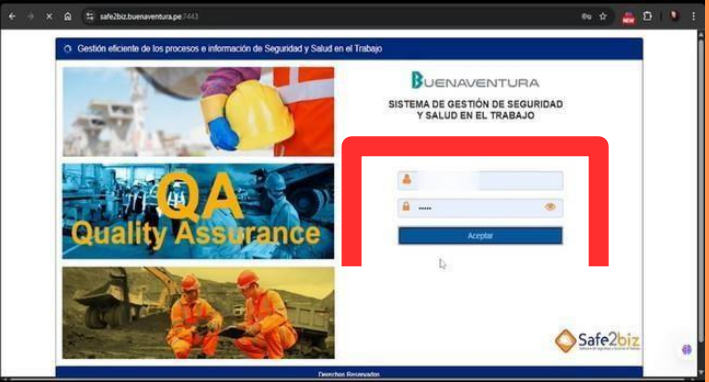 safe2biz.buenaventura.pe:7443
NEW
Gestión eficiente de los procesos e información de Seguridad y Salud en el Trabajo
BUENAVENTURA
SISTEMA DE GESTIÓN DE SEGURIDAD
Y SALUD EN EL TRABAJO
QA
Quality Assurance
Aceptar
Safe2biz
Derechos Reservados